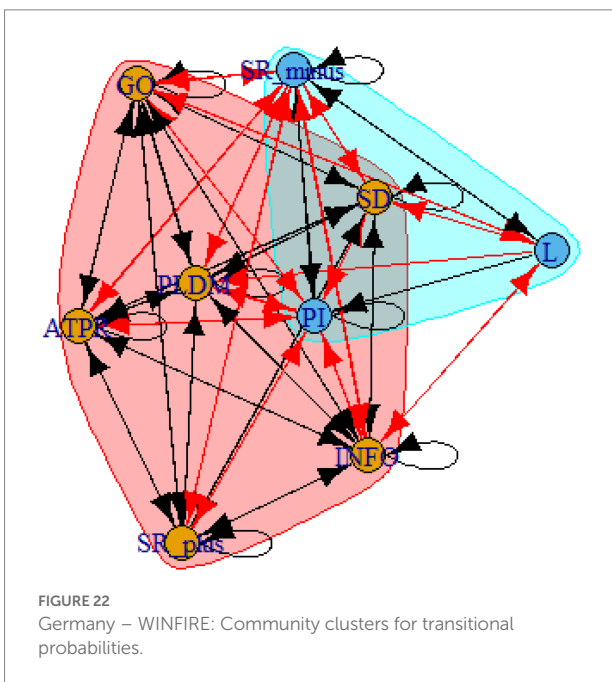 SR_minus
GO
SD
L
PLDM
PI
ATPR
INFO
SR_plus
FIGURE 22
Germany – WINFIRE: Community clusters for transitional
probabilities.